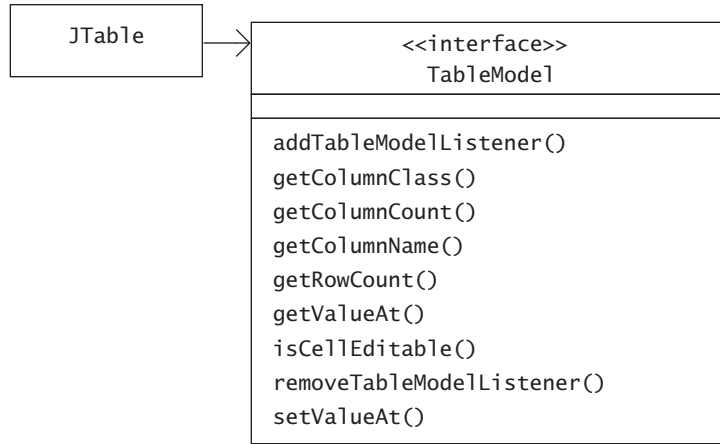 JTable
<<interface>>
TableModel
addTableModelListener()
getColumnClass()
getColumnCount()
getColumnName()
getRowCount()
getValueAt()
isCellEditable()
removeTableModelListener()
setValueAt()